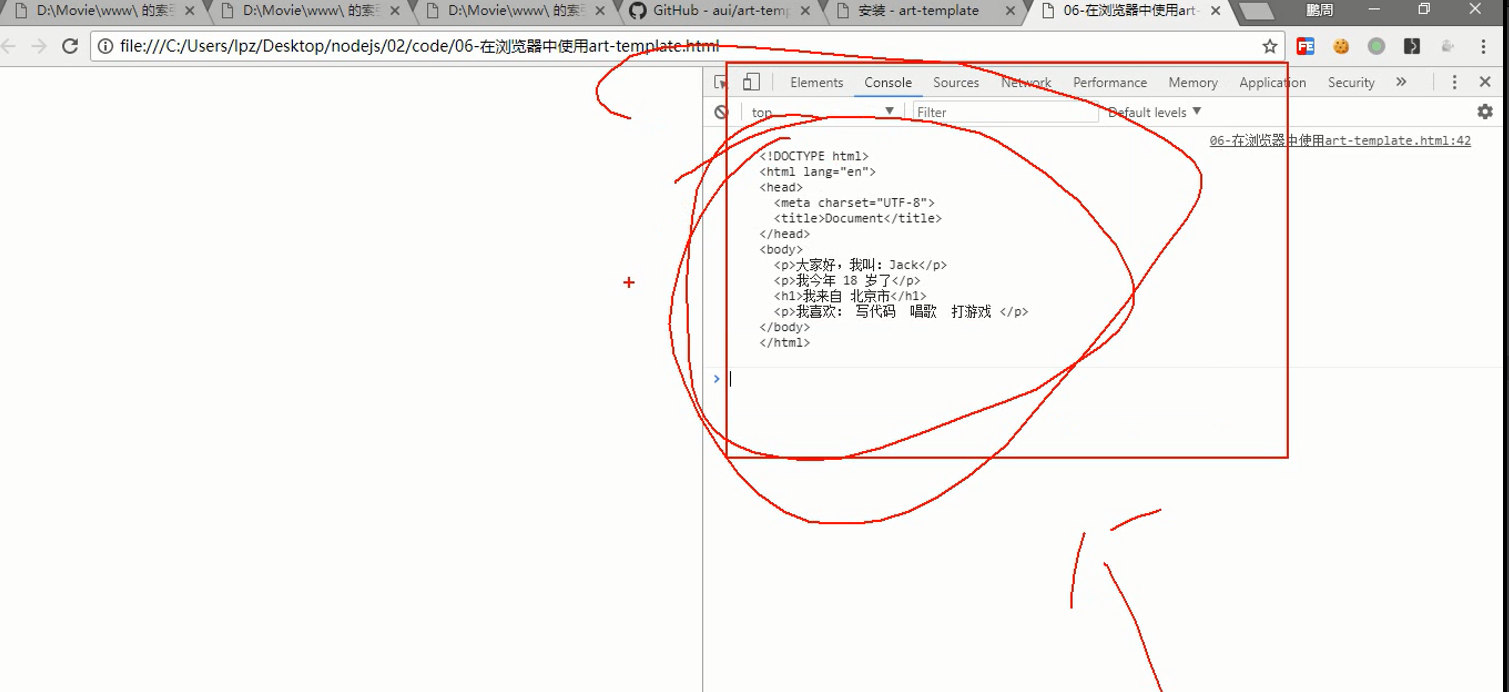 D:\Movie\www\ 的索
D:\Movie\www\ 的索
D:\Movie\www\ 的索
GitHub - aui/art-temp
安装 - art-template
06-在浏览器中使用art-
鹏周
file:///C:/Users/lpz/Desktop/nodejs/02/code/06-在浏览器中使用art-template.html
Elements Console Sources Network Performance Memory Application Security »
top Filter Default levels
06-在浏览器中使用art-template.html:42
<!DOCTYPE html>
<html lang="en">
<head>
<meta charset="UTF-8">
<title>Document</title>
</head>
<body>
<p>大家好，我叫：Jack</p>
<p>我今年 18 岁了</p>
<h1>我来自 北京市</h1>
<p>我喜欢： 写代码 唱歌 打游戏 </p>
</body>
</html>